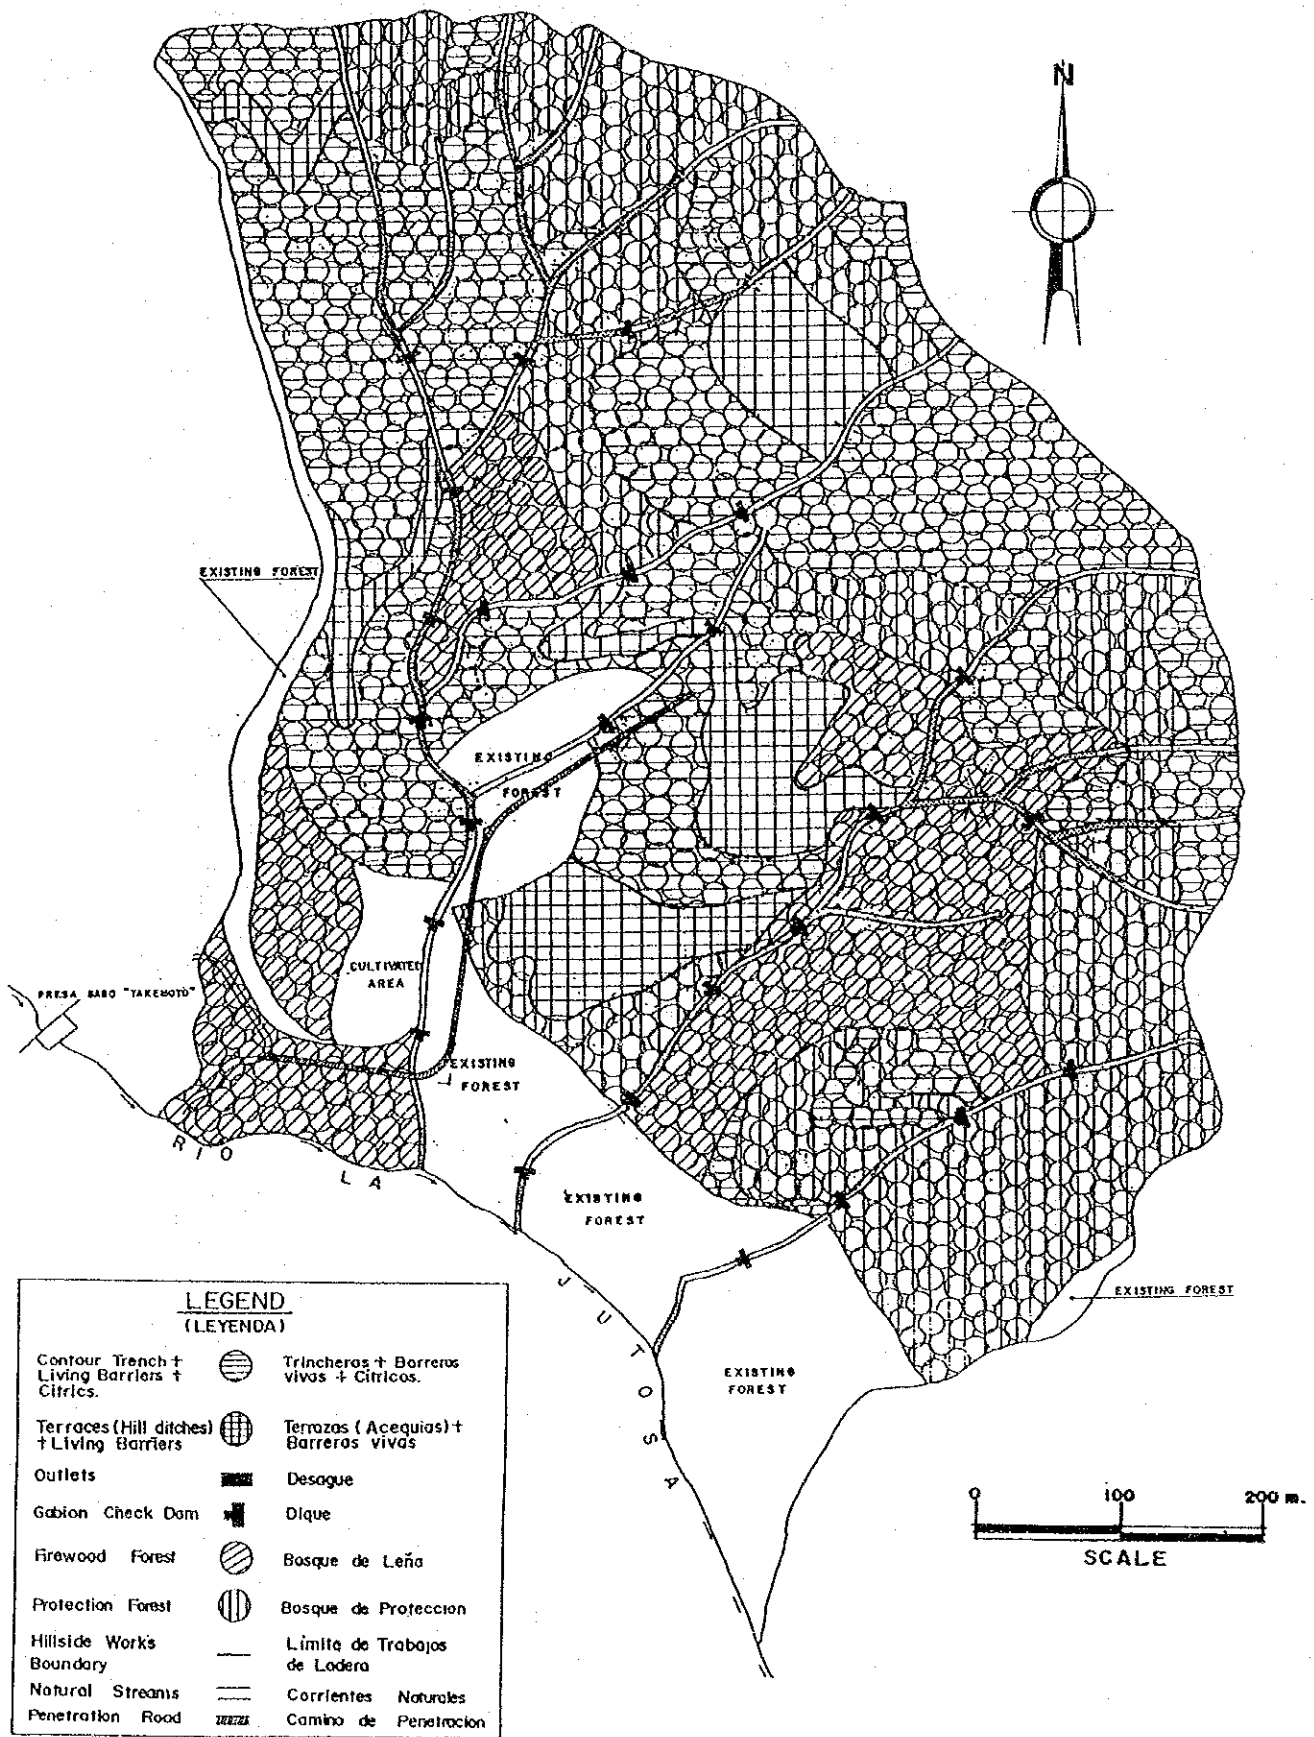 N
EXISTING FOREST
EXISTING
FOREST
CULTIVATED
AREA
PRESA SABO "TAKEMOTO"
EXISTING
FOREST
RIO LA JUTOSA
EXISTING
FOREST
EXISTING FOREST
EXISTING
FOREST
LEGEND
(LEYENDA)
Contour Trench +
Living Barriers +
Citrics.
Trincheras + Barreras
vivas + Citricos.
Terraces (Hill ditches)
+ Living Barriers
Terrazas (Acequias) +
Barreras vivas
Outlets
Desague
Gabion Check Dam
Dique
Firewood Forest
Bosque de Leña
Protection Forest
Bosque de Proteccion
Hillside Works
Boundary
Límite de Trabajos
de Ladera
Natural Streams
Corrientes Naturales
Penetration Road
Camino de Penetracion
0 100 200 m.
SCALE